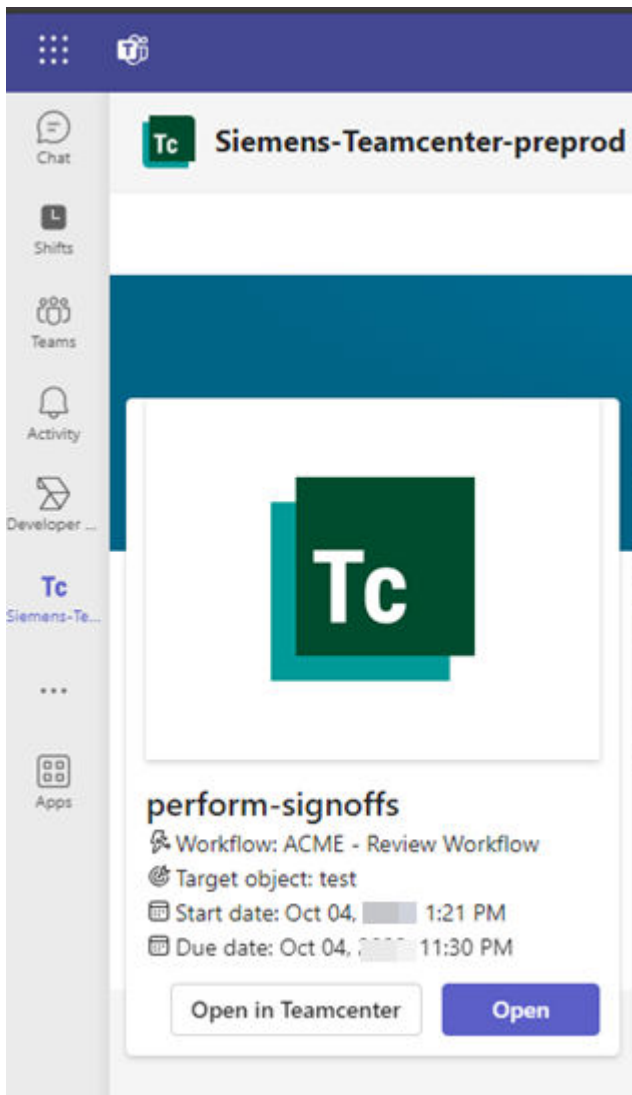 Tc
Siemens-Teamcenter-preprod
Chat
Shifts
Teams
Activity
Developer ...
Tc
Siemens-Te...
Apps
Tc
perform-signoffs
Workflow: ACME - Review Workflow
Target object: test
Start date: Oct 04, 1:21 PM
Due date: Oct 04, 11:30 PM
Open in Teamcenter
Open